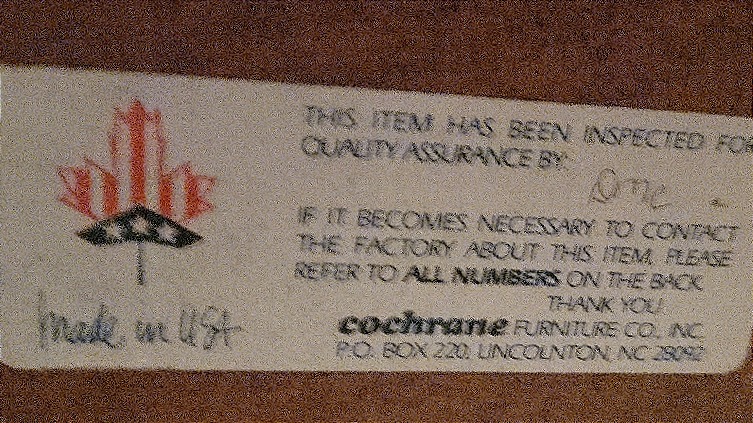 THIS ITEM HAS BEEN INSPECTED FOR
QUALITY ASSURANCE BY:
IF IT BECOMES NECESSARY TO CONTACT
THE FACTORY ABOUT THIS ITEM, PLEASE
REFER TO ALL NUMBERS ON THE BACK.
THANK YOU!
cochrane FURNITURE CO., INC.
P.O. BOX 220, LINCOLNTON, NC 28092
Made in USA